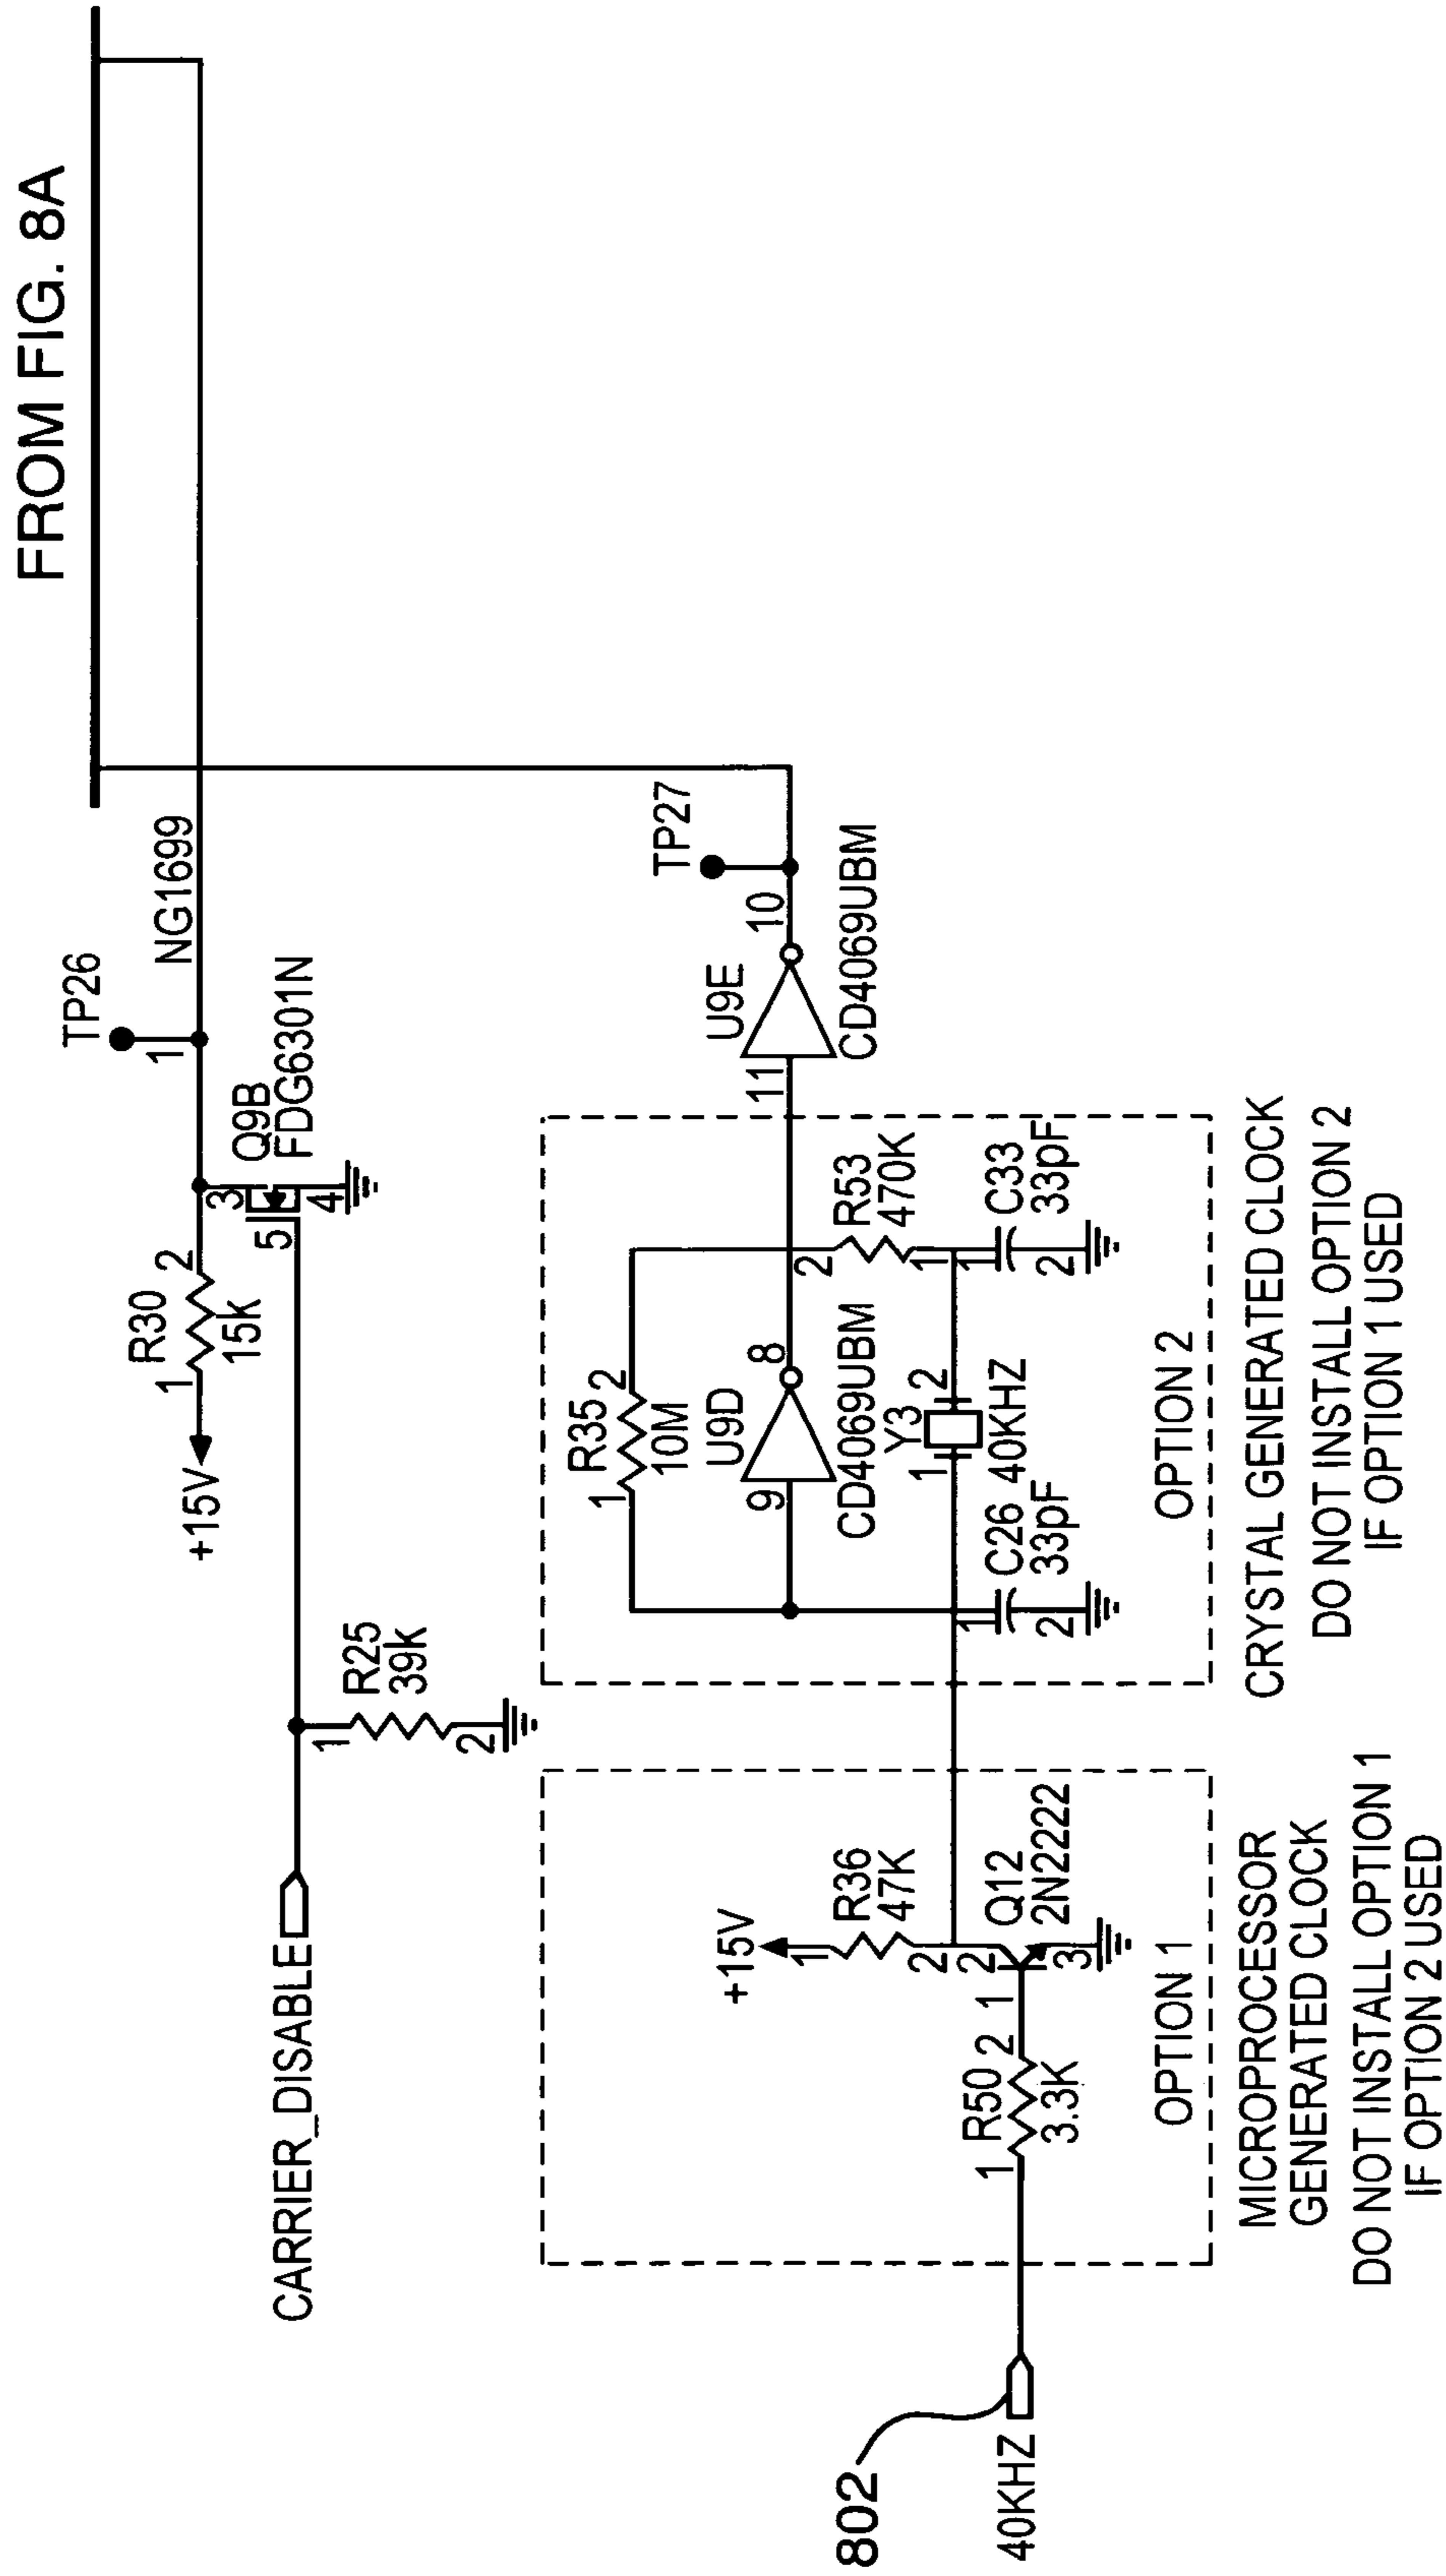 FROM FIG. 8A
TP26
1
NG1699
R30
1
2
15k
+15V
Q9B
FDG6301N
3
5
4
CARRIER_DISABLE
R25
39k
1
2
TP27
U9E
11
10
CD4069UBM
R35
1
2
10M
U9D
9
8
CD4069UBM
R53
470K
2
1
Y3
1
2
40KHZ
C26
33pF
1
2
C33
33pF
1
2
OPTION 2
CRYSTAL GENERATED CLOCK
DO NOT INSTALL OPTION 2
IF OPTION 1 USED
+15V
R36
47K
1
2
Q12
2N2222
2
1
3
R50
1
2
3.3K
OPTION 1
MICROPROCESSOR
GENERATED CLOCK
DO NOT INSTALL OPTION 1
IF OPTION 2 USED
802
40KHZ